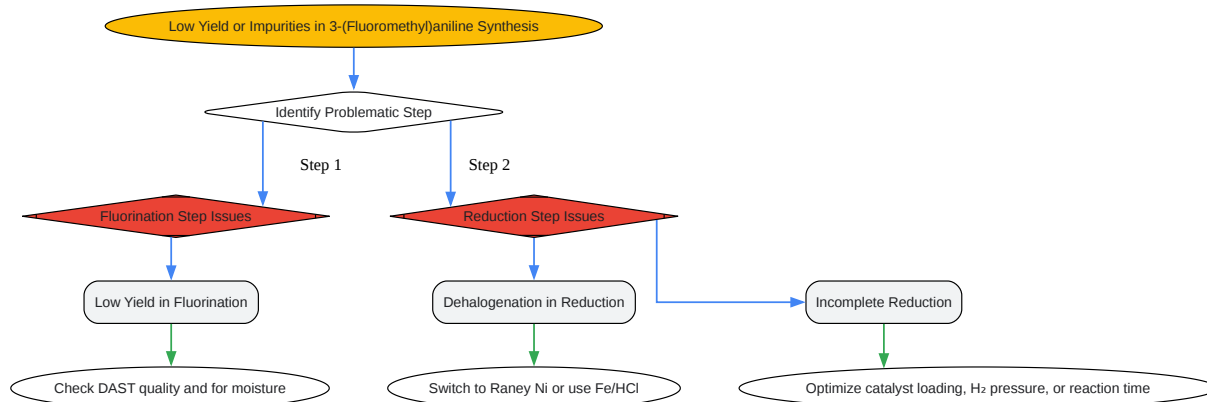 Low Yield or Impurities in 3-(Fluoromethyl)aniline Synthesis
Identify Problematic Step
Step 1
Step 2
Fluorination Step Issues
Reduction Step Issues
Low Yield in Fluorination
Dehalogenation in Reduction
Incomplete Reduction
Check DAST quality and for moisture
Switch to Raney Ni or use Fe/HCl
Optimize catalyst loading, H₂ pressure, or reaction time